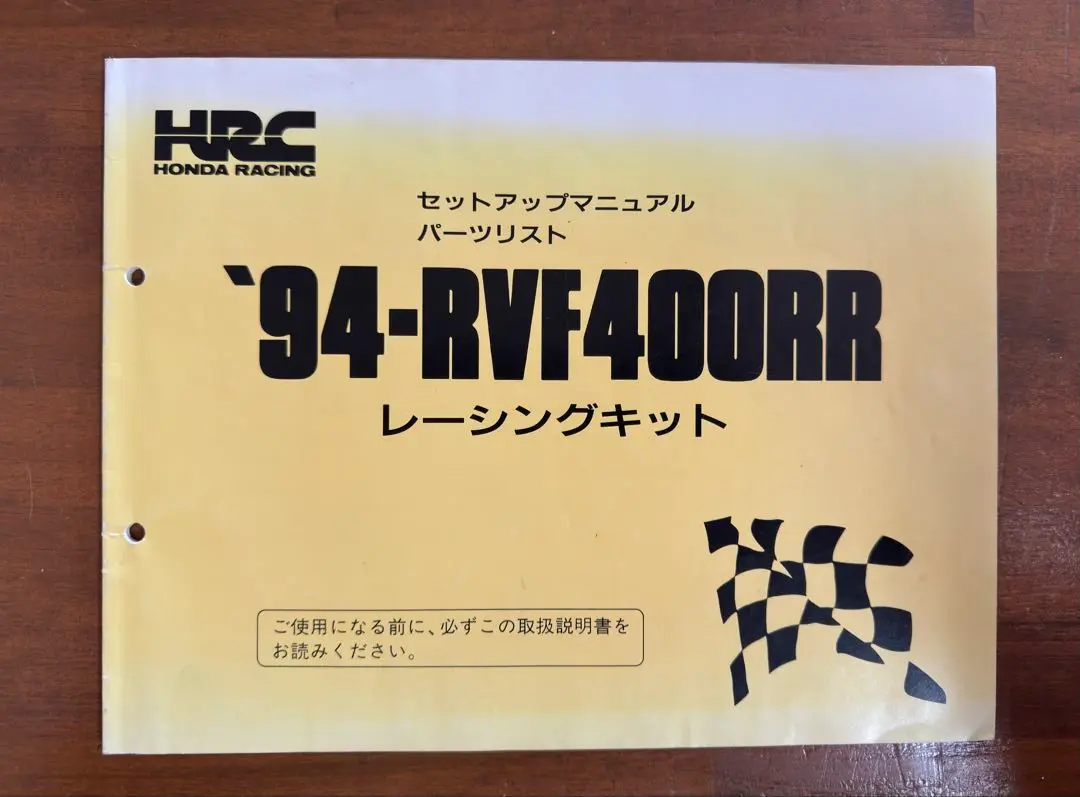 HRC
HONDA RACING
セットアップマニュアル
パーツリスト
`94-RVF400RR
レーシングキット
ご使用になる前に、必ずこの取扱説明書を
お読みください。